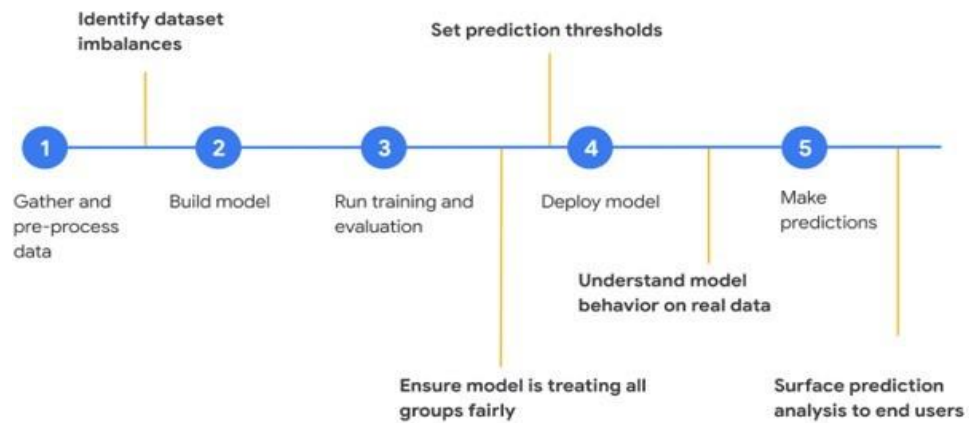 Identify dataset
imbalances
Set prediction thresholds
1
2
3
4
5
Gather and
pre-process
data
Build model
Run training and
evaluation
Deploy model
Make
predictions
Understand model
behavior on real data
Ensure model is treating all
groups fairly
Surface prediction
analysis to end users